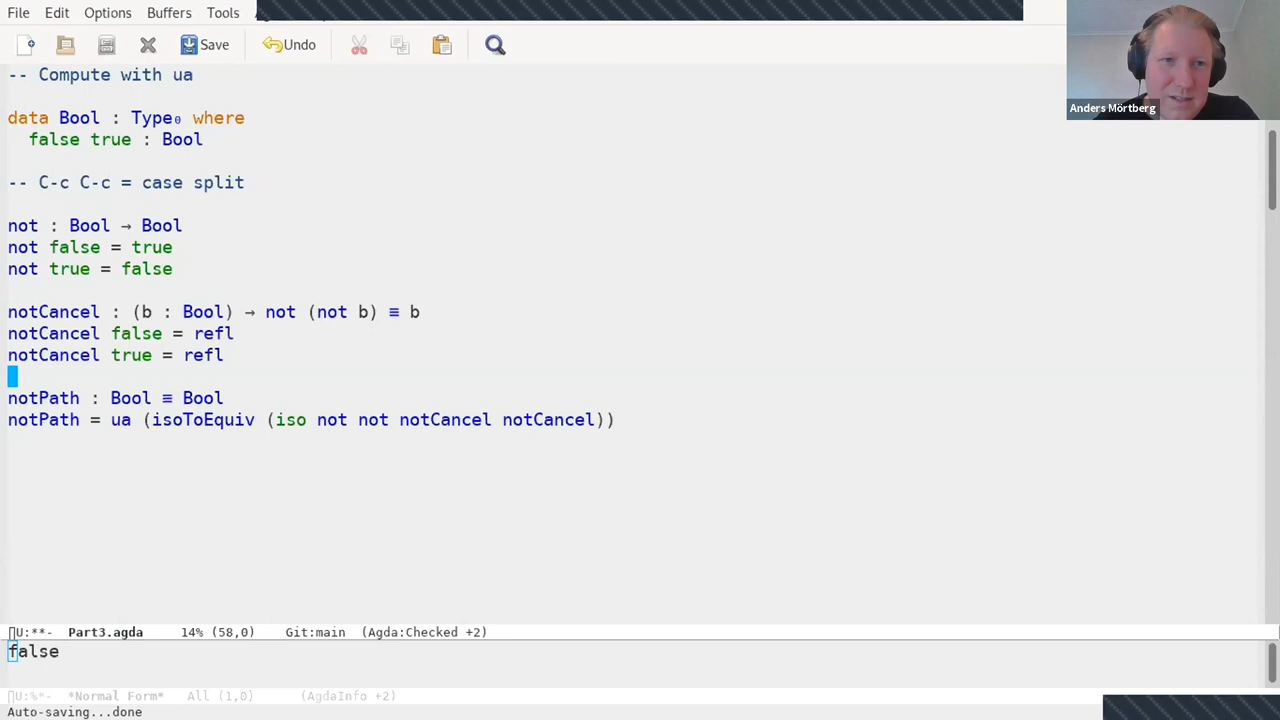 File Edit Options Buffers Tools
Save Undo
Anders Mörtberg
-- Compute with ua
data Bool : Type₀ where
false true : Bool
-- C-c C-c = case split
not : Bool → Bool
not false = true
not true = false
notCancel : (b : Bool) → not (not b) ≡ b
notCancel false = refl
notCancel true = refl
notPath : Bool ≡ Bool
notPath = ua (isoToEquiv (iso not not notCancel notCancel))
U:**- Part3.agda 14% (58,0) Git:main (Agda:Checked +2)
false
U:%*- *Normal Form* All (1,0) (AgdaInfo +2)
Auto-saving...done